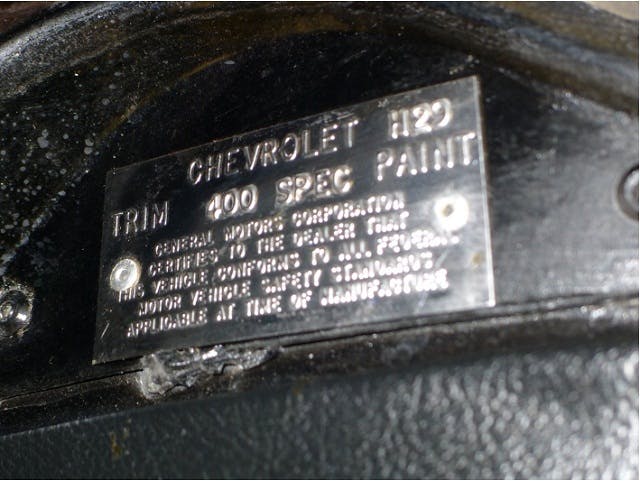 CHEVROLET H29
TRIM 400 SPEC PAINT
GENERAL MOTORS CORPORATION
CERTIFIES TO THE DEALER THAT
THIS VEHICLE CONFORMS TO ALL FEDERAL
MOTOR VEHICLE SAFETY STANDARDS
APPLICABLE AT TIME OF MANUFACTURE